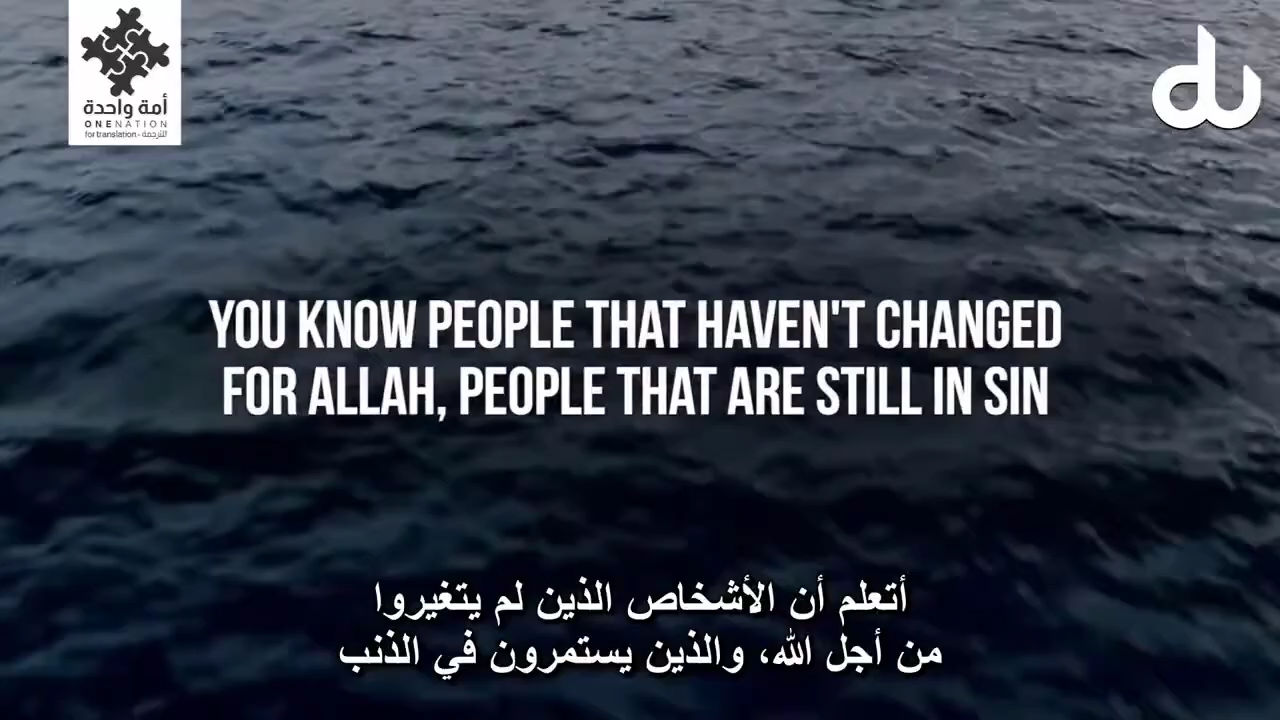 أمة واحدة
ONENATION
for translation - للترجمة
du
YOU KNOW PEOPLE THAT HAVEN'T CHANGED
FOR ALLAH, PEOPLE THAT ARE STILL IN SIN
أتعلم أن الأشخاص الذين لم يتغيروا
من أجل الله، والذين يستمرون في الذنب